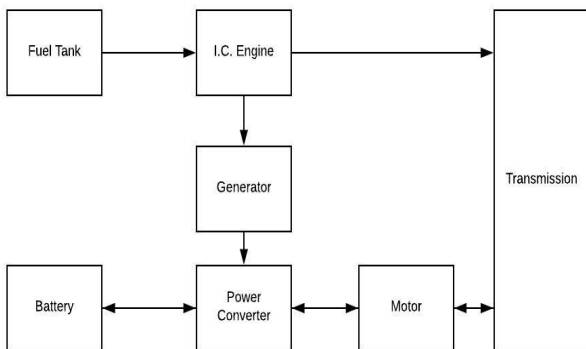 Fuel Tank
I.C. Engine
Transmission
Generator
Battery
Power
Converter
Motor